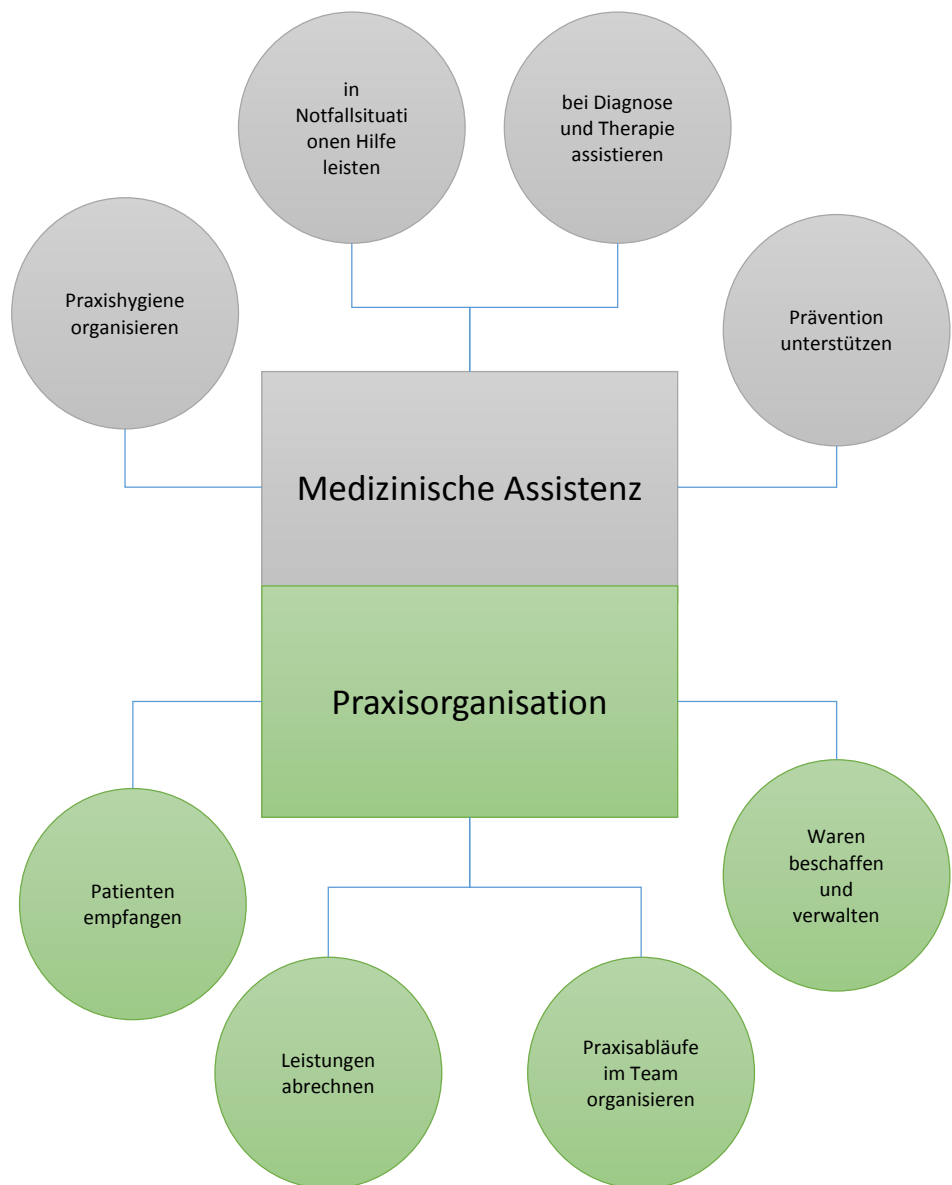 in
Notfallsituati
onen Hilfe
leisten
bei Diagnose
und Therapie
assistieren
Praxishygiene
organisieren
Prävention
unterstützen
Medizinische Assistenz
Praxisorganisation
Patienten
empfangen
Waren
beschaffen
und
verwalten
Leistungen
abrechnen
Praxisabläufe
im Team
organisieren